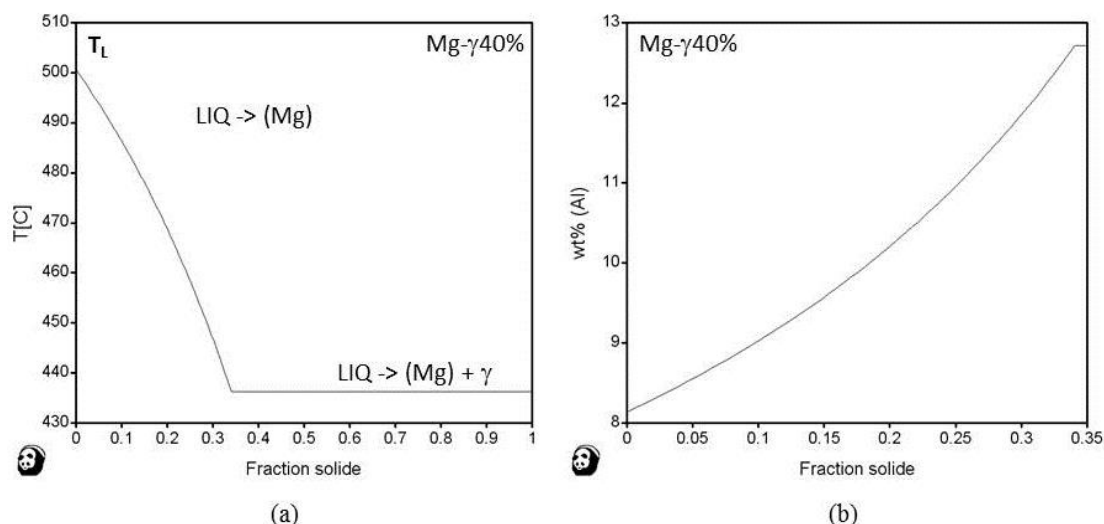 510
500
490
480
470
460
450
440
430
T[C]
T_L
Mg-γ40%
LIQ -> (Mg)
LIQ -> (Mg) + γ
0 0.1 0.2 0.3 0.4 0.5 0.6 0.7 0.8 0.9 1
Fraction solide
(a)
13
12
11
10
9
8
wt% (Al)
Mg-γ40%
0 0.05 0.1 0.15 0.2 0.25 0.3 0.35
Fraction solide
(b)